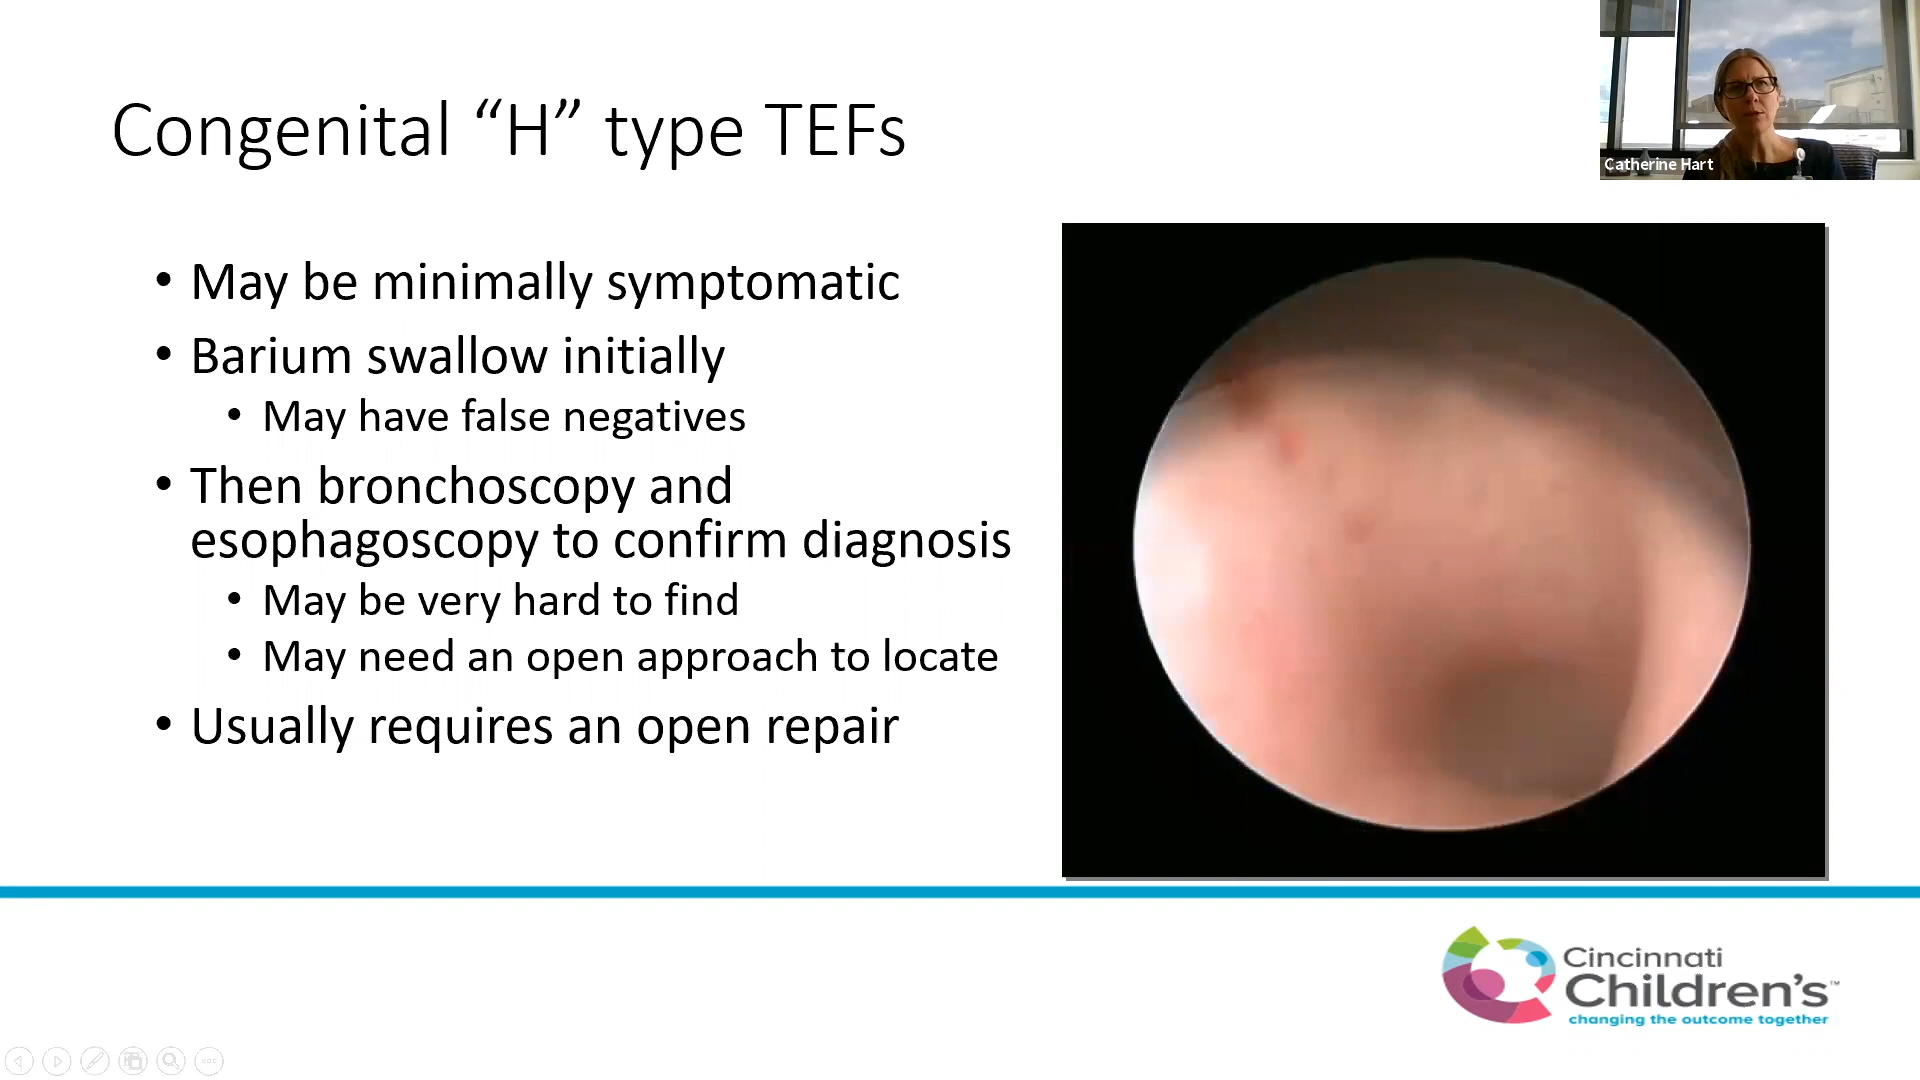 Congenital “H” type TEFs
• May be minimally symptomatic
• Barium swallow initially
• May have false negatives
• Then bronchoscopy and
esophagoscopy to confirm diagnosis
• May be very hard to find
• May need an open approach to locate
• Usually requires an open repair
Catherine Hart
Cincinnati
Children’s™
changing the outcome together